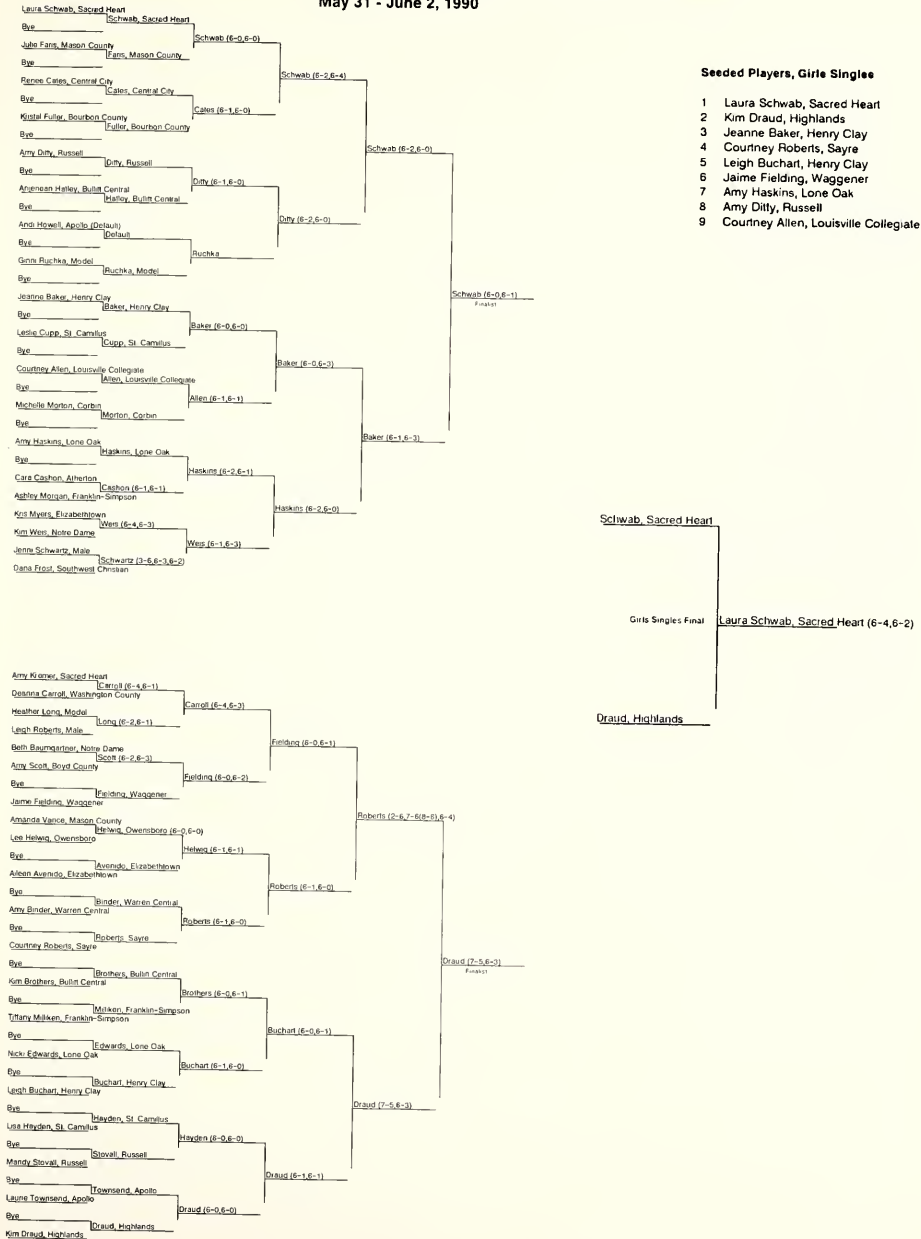 May 31 - June 2, 1990
Laura Schwab, Sacred Heart
Schwab, Sacred Heart
Bye
Schwab (6-0,6-0)
Julie Faris, Mason County
Faris, Mason County
Bye
Schwab (6-2,6-4)
Renee Cates, Central City
Cates, Central City
Bye
Cates (6-1,6-0)
Kristal Fuller, Bourbon County
Fuller, Bourbon County
Bye
Schwab (6-2,6-0)
Amy Ditty, Russell
Ditty, Russell
Bye
Ditty (6-1,6-0)
Anjenean Hatley, Bullitt Central
Hatley, Bullitt Central
Bye
Ditty (6-2,6-0)
Andi Howell, Apollo (Default)
Default
Bye
Ruchka
Ginni Ruchka, Model
Ruchka, Model
Bye
Schwab (6-0,6-1)
Finalist
Jeanne Baker, Henry Clay
Baker, Henry Clay
Bye
Baker (6-0,6-0)
Leslie Cupp, St. Camillus
Cupp, St. Camillus
Bye
Baker (6-0,6-3)
Courtney Allen, Louisville Collegiate
Allen, Louisville Collegiate
Bye
Allen (6-1,6-1)
Michelle Morton, Corbin
Morton, Corbin
Bye
Baker (6-1,6-3)
Amy Haskins, Lone Oak
Haskins, Lone Oak
Bye
Haskins (6-2,6-1)
Cara Cashon, Atherton
Cashon (6-1,6-1)
Ashley Morgan, Franklin-Simpson
Haskins (6-2,6-0)
Kris Myers, Elizabethtown
Weis (6-4,6-3)
Kim Weis, Notre Dame
Weis (6-1,6-3)
Jenni Schwartz, Male
Schwartz (3-6,6-3,6-2)
Dana Frost, Southwest Christian
Seeded Players, Girls Singles
1 Laura Schwab, Sacred Heart
2 Kim Draud, Highlands
3 Jeanne Baker, Henry Clay
4 Courtney Roberts, Sayre
5 Leigh Buchart, Henry Clay
6 Jaime Fielding, Waggener
7 Amy Haskins, Lone Oak
8 Amy Ditty, Russell
9 Courtney Allen, Louisville Collegiate
Schwab, Sacred Heart
Girls Singles Final
Laura Schwab, Sacred Heart (6-4,6-2)
Draud, Highlands
Amy Kromer, Sacred Heart
Carroll (6-4,6-1)
Deanna Carroll, Washington County
Carroll (6-4,6-3)
Heather Long, Model
Long (6-2,6-1)
Leigh Roberts, Male
Fielding (6-0,6-1)
Beth Baumgartner, Notre Dame
Scott (6-2,6-3)
Amy Scott, Boyd County
Fielding (6-0,6-2)
Bye
Fielding, Waggener
Jaime Fielding, Waggener
Roberts (2-6,7-6(8-6),6-4)
Amanda Vance, Mason County
Helwig, Owensboro (6-0,6-0)
Lee Helwig, Owensboro
Helwig (6-1,6-1)
Bye
Avenido, Elizabethtown
Aileen Avenido, Elizabethtown
Roberts (6-1,6-0)
Bye
Binder, Warren Central
Amy Binder, Warren Central
Roberts (6-1,6-0)
Bye
Roberts, Sayre
Courtney Roberts, Sayre
Draud (7-5,6-3)
Finalist
Bye
Brothers, Bullitt Central
Kim Brothers, Bullitt Central
Brothers (6-0,6-1)
Bye
Milliken, Franklin-Simpson
Tiffany Milliken, Franklin-Simpson
Buchart (6-0,6-1)
Bye
Edwards, Lone Oak
Nicki Edwards, Lone Oak
Buchart (6-1,6-0)
Bye
Buchart, Henry Clay
Leigh Buchart, Henry Clay
Draud (7-5,6-3)
Bye
Hayden, St. Camillus
Lisa Hayden, St. Camillus
Hayden (6-0,6-0)
Bye
Stovall, Russell
Mandy Stovall, Russell
Draud (6-1,6-1)
Bye
Townsend, Apollo
Laurie Townsend, Apollo
Draud (6-0,6-0)
Bye
Draud, Highlands
Kim Draud, Highlands